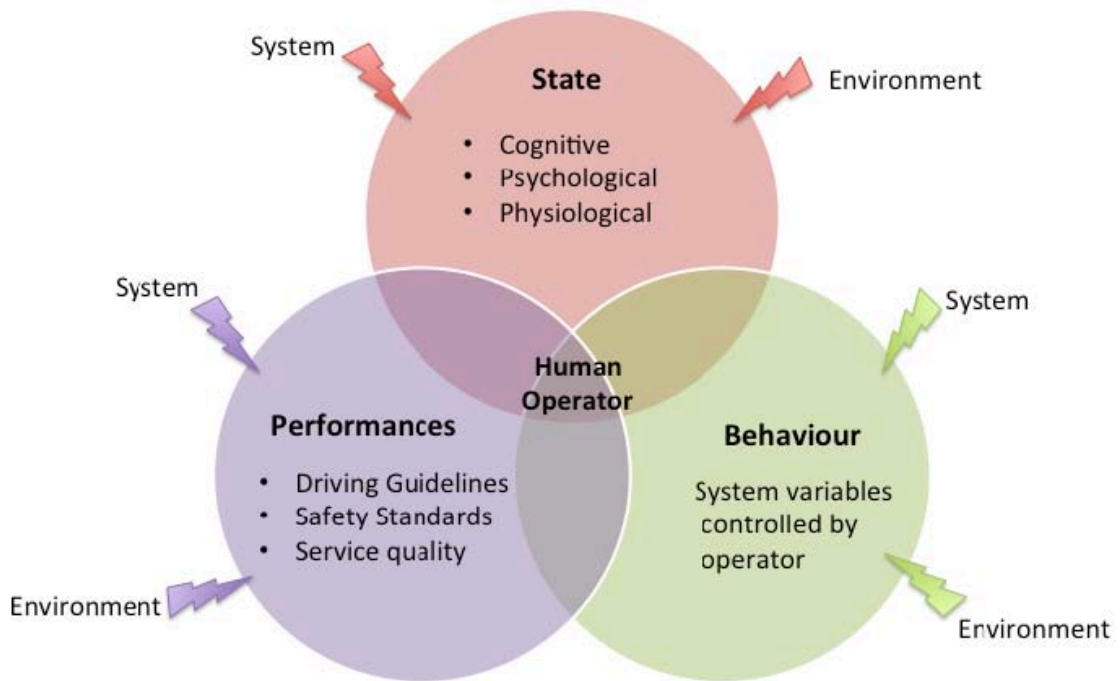 System
Environment
State
• Cognitive
• Psychological
• Physiological
System
System
Human
Operator
Performances
• Driving Guidelines
• Safety Standards
• Service quality
Behaviour
System variables
controlled by
operator
Environment
Environment